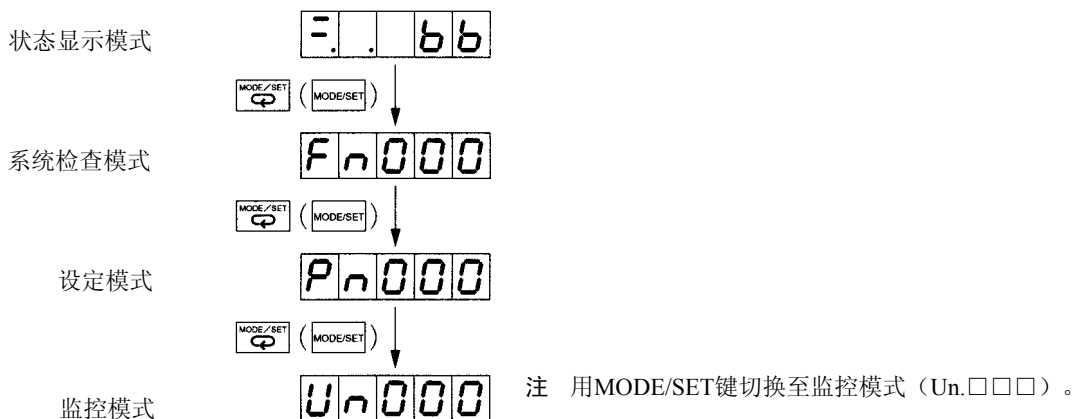 状态显示模式 bb
MODE/SET (MODE/SET)
系统检查模式 Fn000
MODE/SET (MODE/SET)
设定模式 Pn000
MODE/SET (MODE/SET)
监控模式 Un000 注 用MODE/SET键切换至监控模式（Un.□□□）。